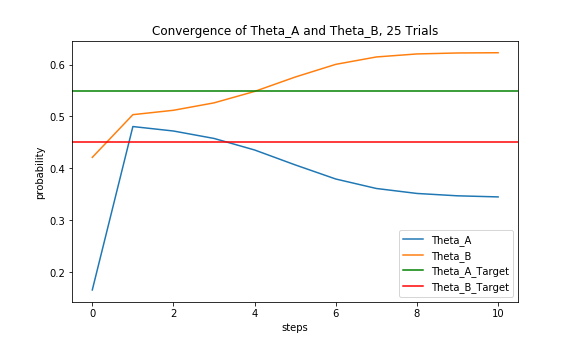 Convergence of Theta_A and Theta_B, 25 Trials
0.6
0.5
0.4
0.3
0.2
probability
0
2
4
6
8
10
steps
Theta_A
Theta_B
Theta_A_Target
Theta_B_Target